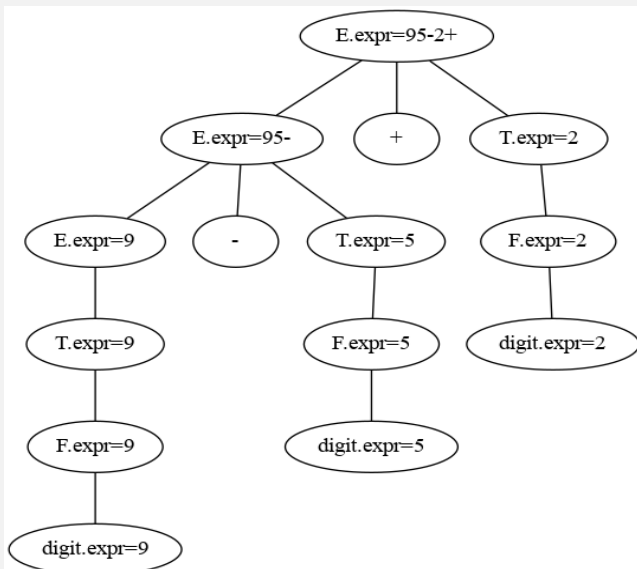 E.expr=95-2+
E.expr=95-
+
T.expr=2
E.expr=9
-
T.expr=5
F.expr=2
T.expr=9
F.expr=5
digit.expr=2
F.expr=9
digit.expr=5
digit.expr=9